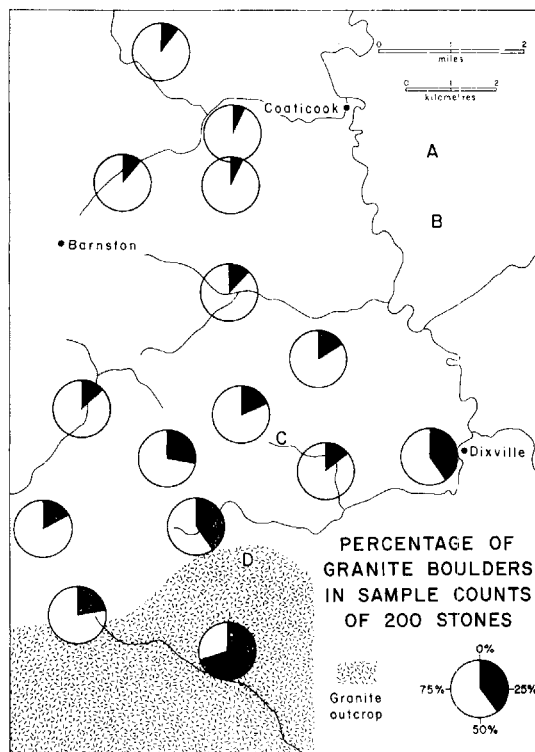 0 1 2
miles
0 1 2
kilometres
Coaticook
A
B
Barnston
C
Dixville
D
PERCENTAGE OF
GRANITE BOULDERS
IN SAMPLE COUNTS
OF 200 STONES
Granite
outcrop
0%
75%
25%
50%